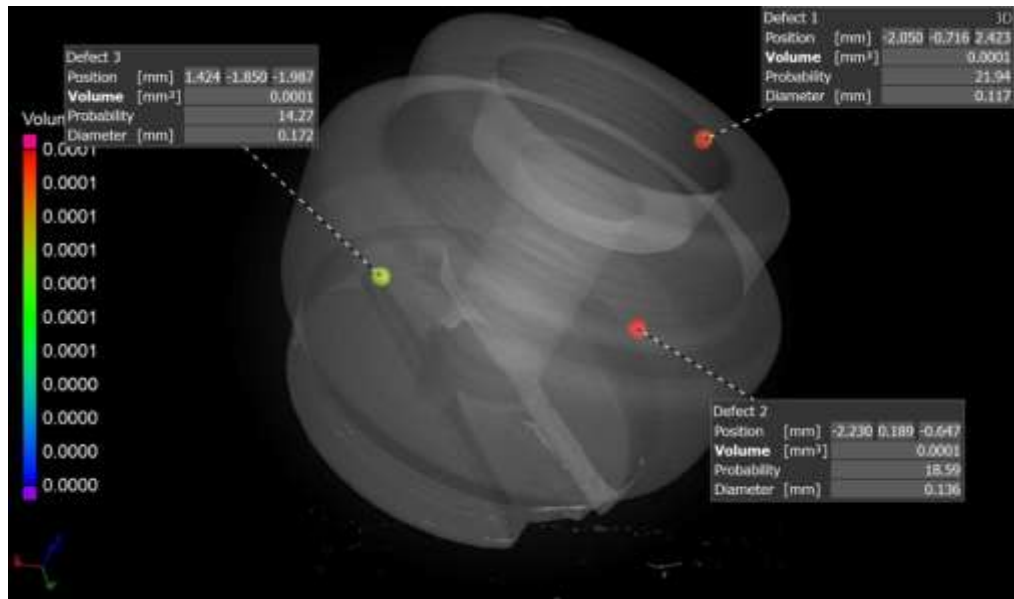 Defect 1 3D
Position [mm] -2.050 -0.716 2.423
Volume [mm³] 0.0001
Probability 21.94
Diameter [mm] 0.117
Defect 3
Position [mm] 1.424 -1.850 -1.987
Volume [mm³] 0.0001
Probability 14.27
Diameter [mm] 0.172
0.0001
0.0001
0.0001
0.0001
0.0001
0.0001
0.0001
0.0000
0.0000
0.0000
0.0000
Defect 2
Position [mm] -2.230 0.189 -0.647
Volume [mm³] 0.0001
Probability 18.59
Diameter [mm] 0.136